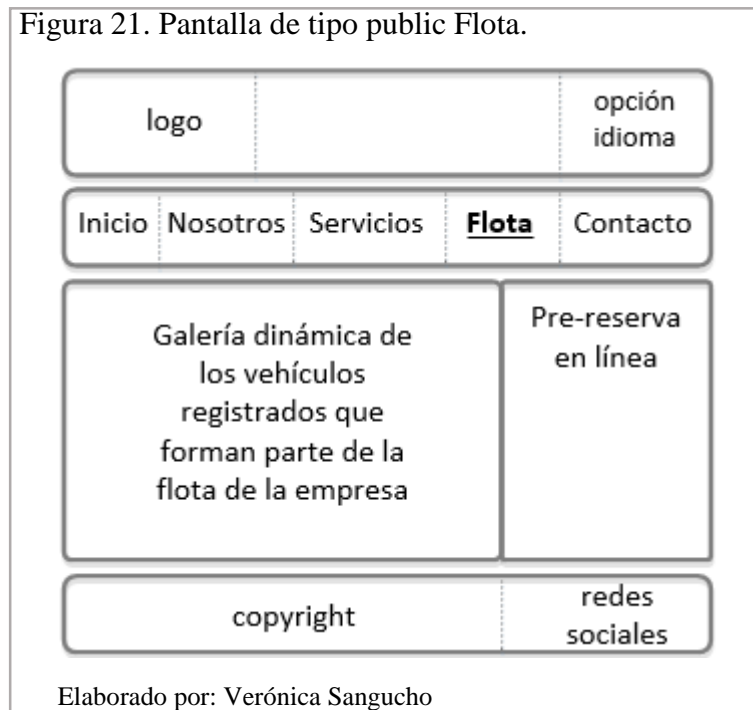 Figura 21. Pantalla de tipo public Flota.
logo
opción
idioma
Inicio Nosotros Servicios Flota Contacto
Galería dinámica de
los vehículos
registrados que
forman parte de la
flota de la empresa
Pre-reserva
en línea
copyright
redes
sociales
Elaborado por: Verónica Sangucho